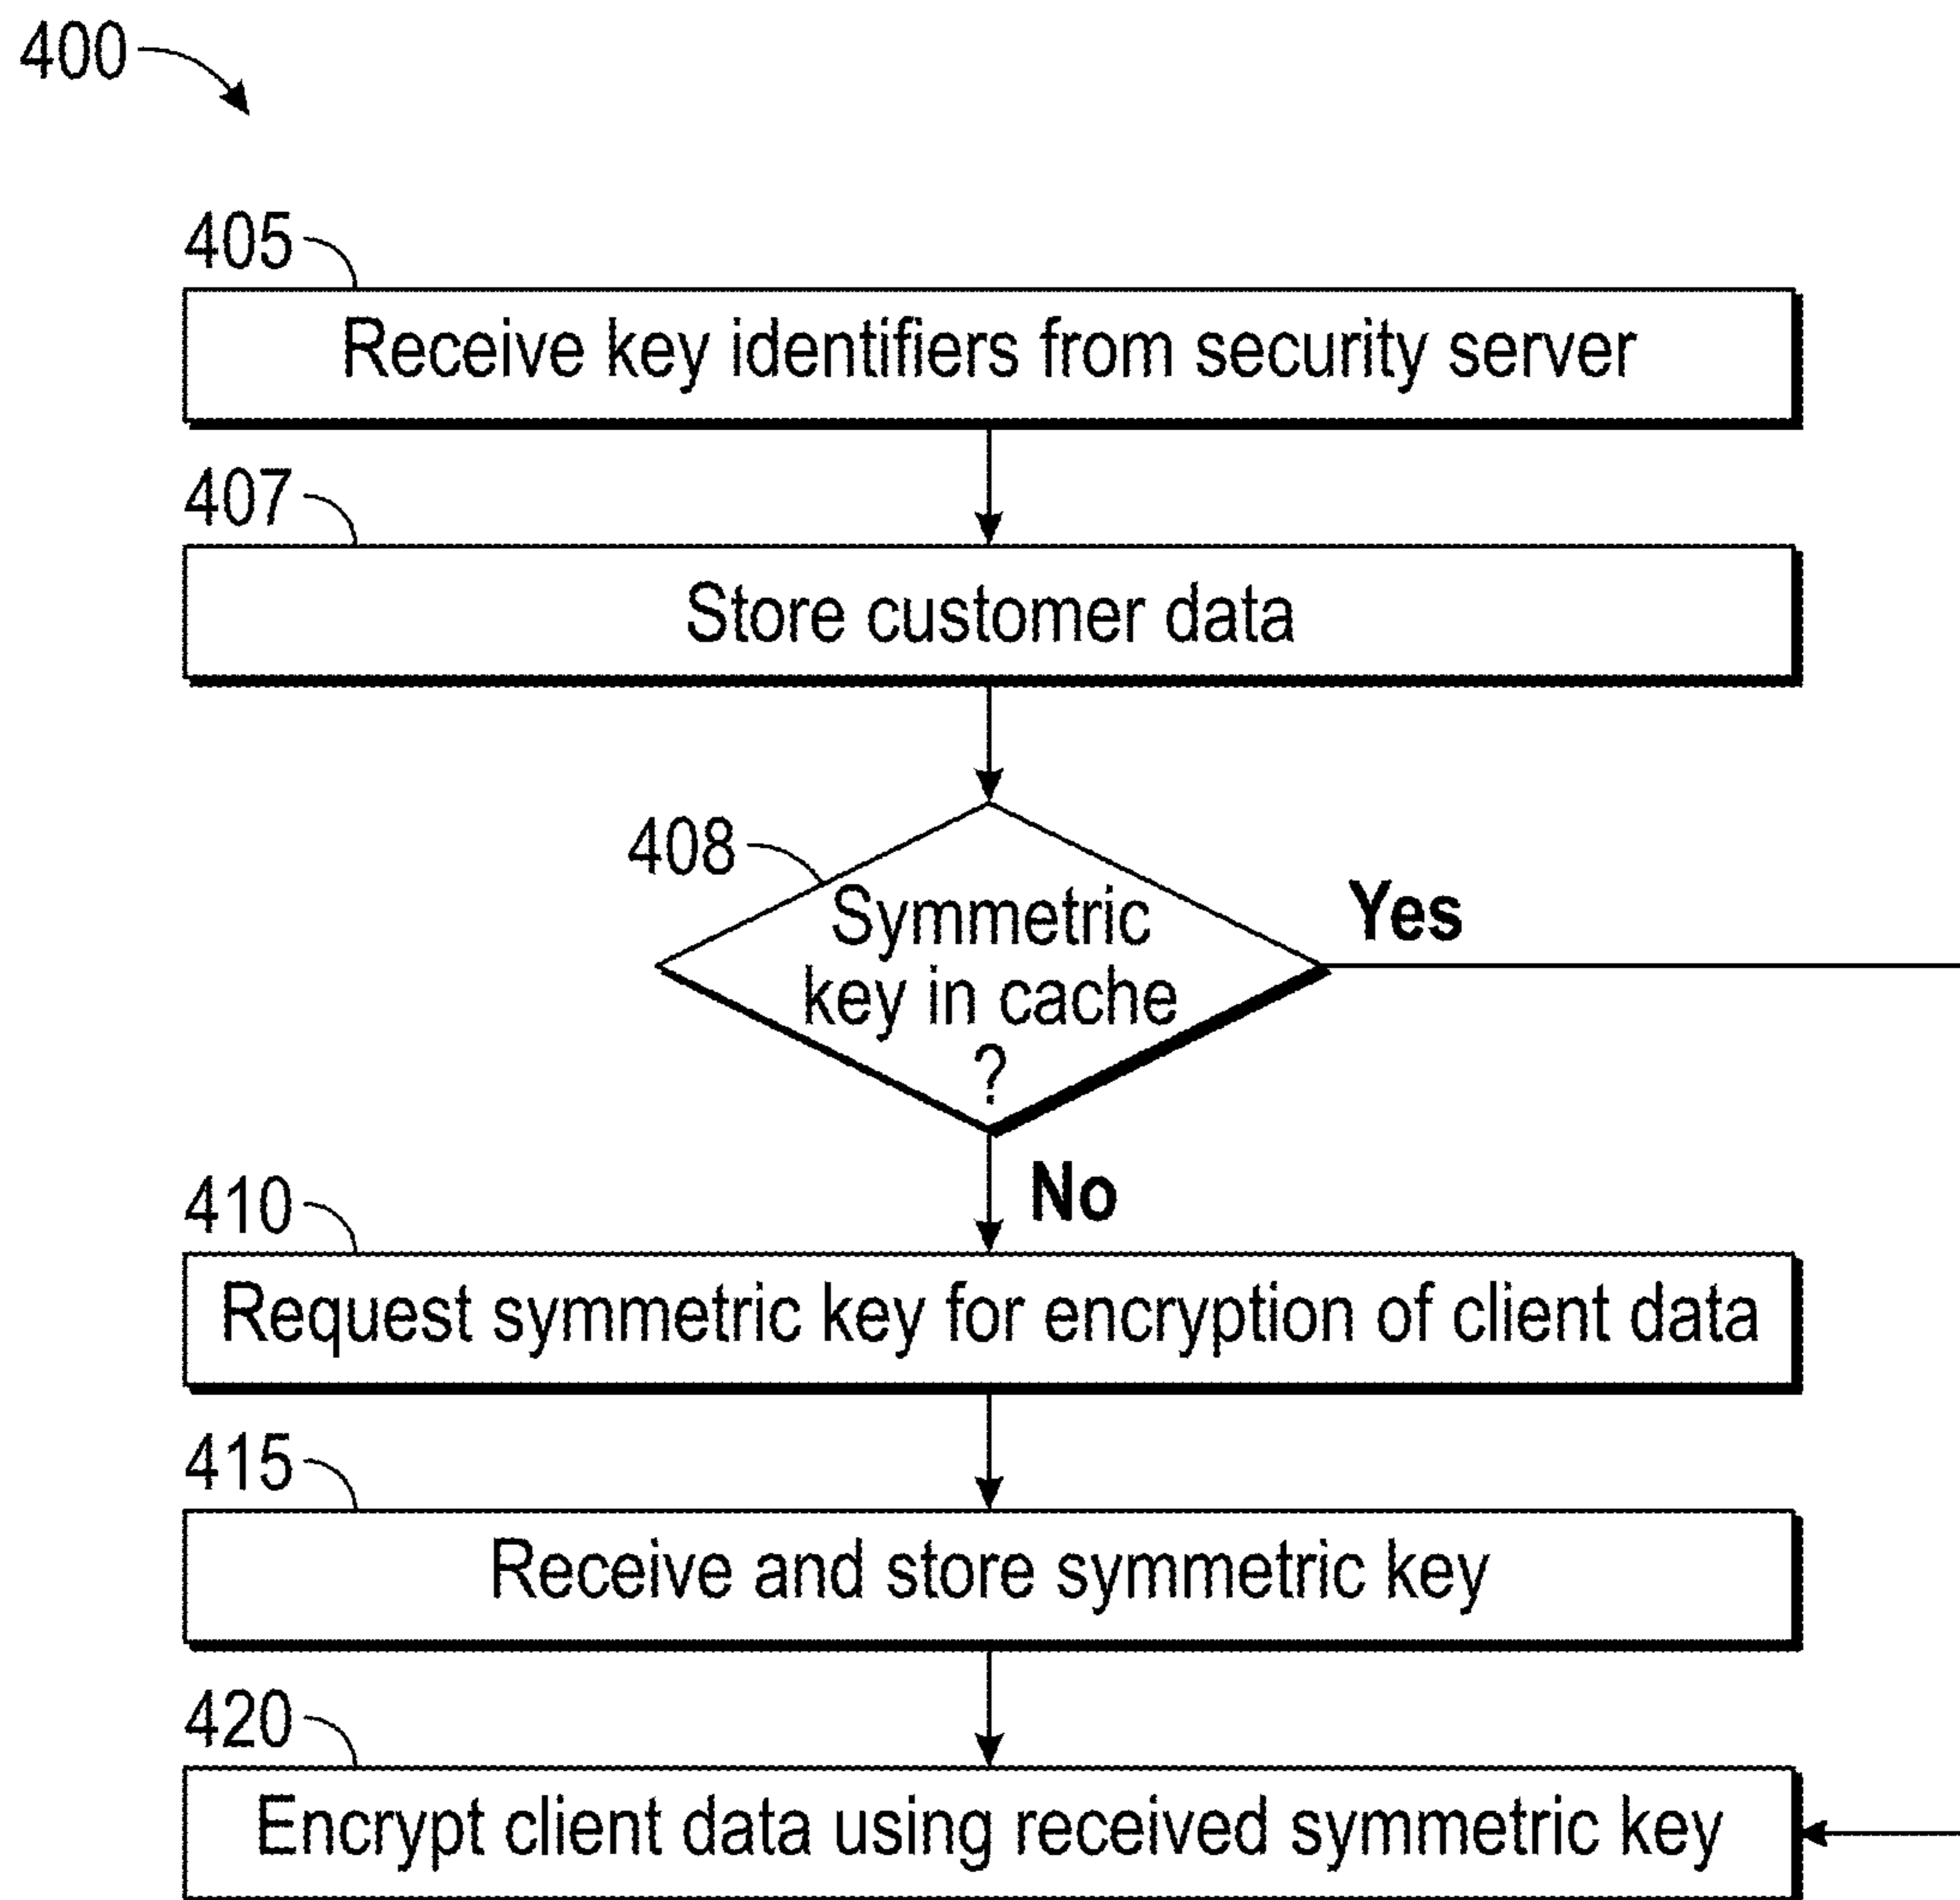 400
405
Receive key identifiers from security server
407
Store customer data
408
Symmetric
key in cache
?
Yes
No
410
Request symmetric key for encryption of client data
415
Receive and store symmetric key
420
Encrypt client data using received symmetric key